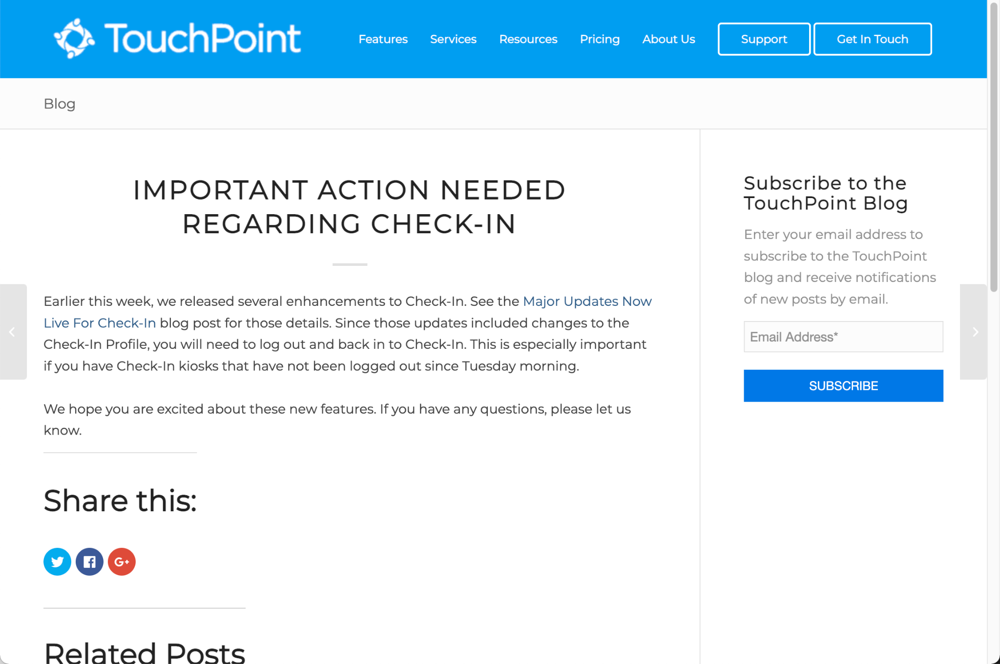 TouchPoint
Features Services Resources Pricing About Us Support Get In Touch
Blog
IMPORTANT ACTION NEEDED
REGARDING CHECK-IN
Earlier this week, we released several enhancements to Check-In. See the Major Updates Now
Live For Check-In blog post for those details. Since those updates included changes to the
Check-In Profile, you will need to log out and back in to Check-In. This is especially important
if you have Check-In kiosks that have not been logged out since Tuesday morning.
We hope you are excited about these new features. If you have any questions, please let us
know.
Share this:
G+
Related Posts
Subscribe to the
TouchPoint Blog
Enter your email address to
subscribe to the TouchPoint
blog and receive notifications
of new posts by email.
Email Address*
SUBSCRIBE